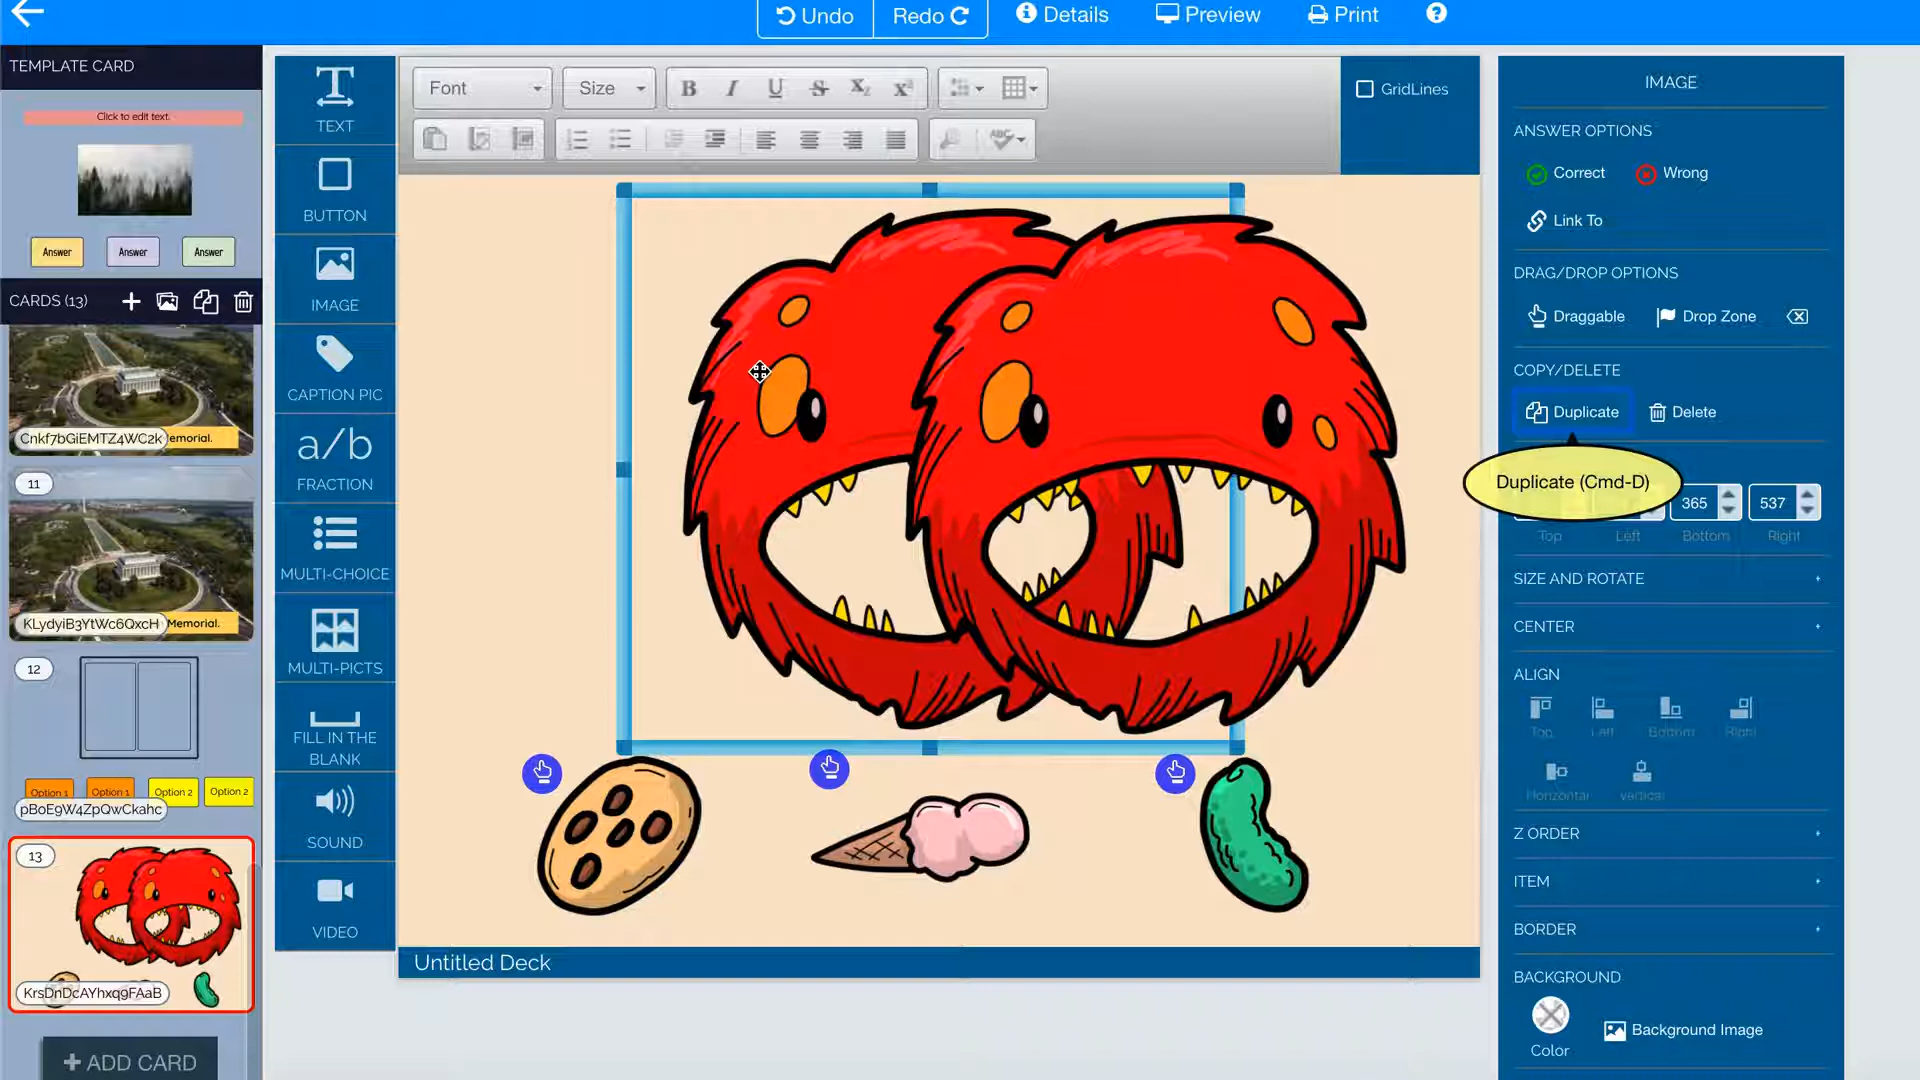 Undo
Redo
Details
Preview
Print
?
TEMPLATE CARD
Click to edit text.
Answer
Answer
Answer
CARDS (13)
Cnkf7bGiEMTZ4WC2k
emorial.
11
KLydyiB3YtWc6QxcH
Memorial.
12
Option 1
Option 1
Option 2
Option 2
pBoEgW4ZpQwCkahc
13
KrsDnDcAYhxq9FAaB
+ ADD CARD
T
TEXT
BUTTON
IMAGE
CAPTION PIC
a/b
FRACTION
MULTI-CHOICE
MULTI-PICTS
FILL IN THE
BLANK
SOUND
VIDEO
Font
Size
B I U S X₂ X²
ABC
GridLines
Untitled Deck
IMAGE
ANSWER OPTIONS
Correct
Wrong
Link To
DRAG/DROP OPTIONS
Draggable
Drop Zone
COPY/DELETE
Duplicate
Delete
Duplicate (Cmd-D)
365
537
Top
Left
Bottom
Right
SIZE AND ROTATE +
CENTER +
ALIGN
Top
Left
Bottom
Right
Horizontal
Vertical
Z ORDER +
ITEM +
BORDER +
BACKGROUND
Color
Background Image